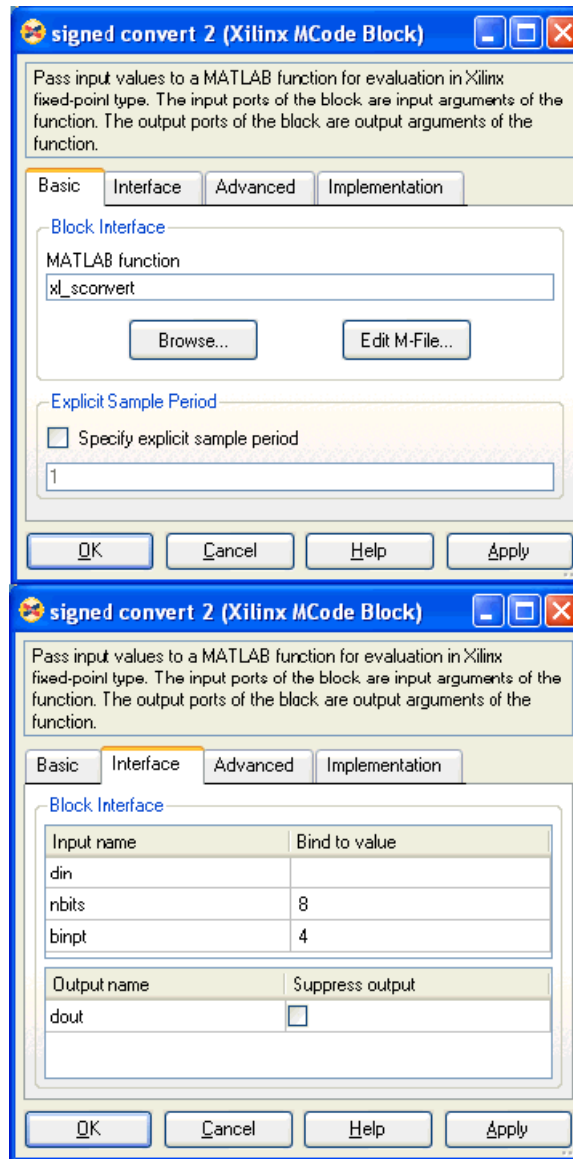 signed convert 2 (Xilinx MCode Block)
Pass input values to a MATLAB function for evaluation in Xilinx
fixed-point type. The input ports of the block are input arguments of the
function. The output ports of the block are output arguments of the
function.
Basic Interface Advanced Implementation
Block Interface
MATLAB function
xl_sconvert
Browse... Edit M-File...
Explicit Sample Period
Specify explicit sample period
1
OK Cancel Help Apply
signed convert 2 (Xilinx MCode Block)
Pass input values to a MATLAB function for evaluation in Xilinx
fixed-point type. The input ports of the block are input arguments of the
function. The output ports of the block are output arguments of the
function.
Basic Interface Advanced Implementation
Block Interface
Input name Bind to value
din
nbits 8
binpt 4
Output name Suppress output
dout
OK Cancel Help Apply